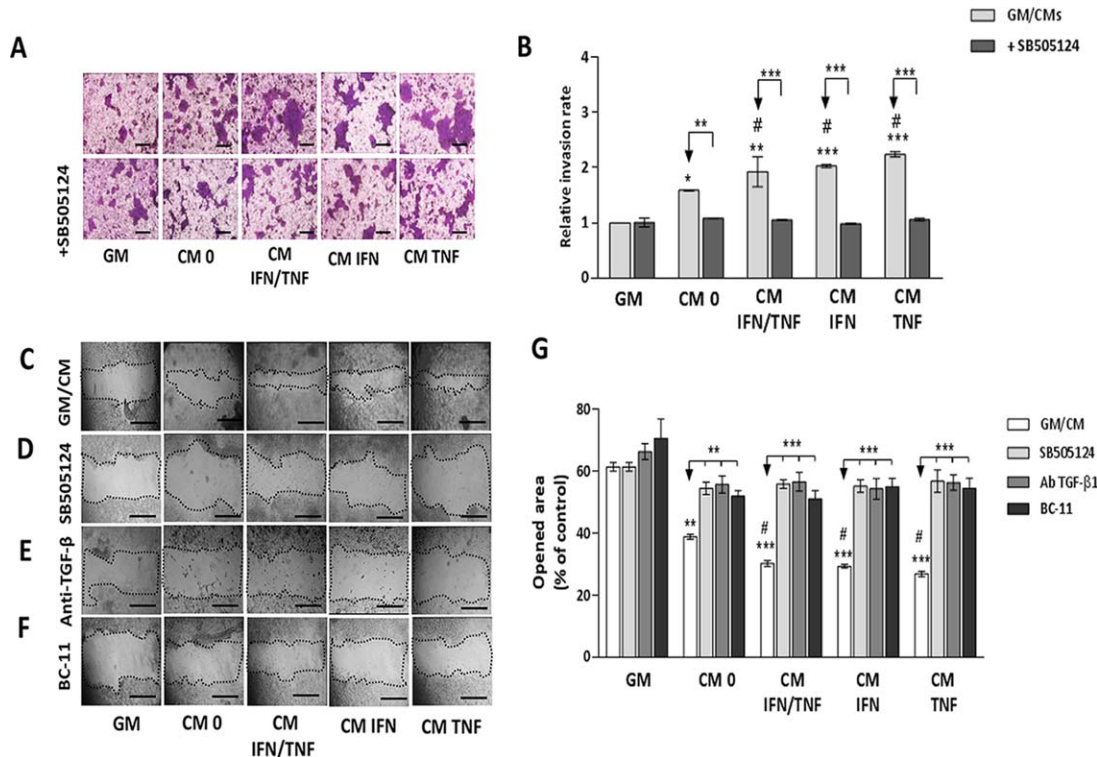 A
+SB505124
GM
CM 0
CM
IFN/TNF
CM IFN
CM TNF
B
GM/CMs
+ SB505124
Relative invasion rate
4
3
2
1
0
*
**
**
#
***
***
#
***
***
#
***
GM
CM 0
CM
IFN/TNF
CM
IFN
CM
TNF
C
GM/CM
D
SB505124
E
Anti-TGF-β
F
BC-11
GM
CM 0
CM
IFN/TNF
CM IFN
CM TNF
G
GM/CM
SB505124
Ab TGF-β1
BC-11
Opened area
(% of control)
80
60
40
20
0
**
**
***
#
***
***
#
***
***
#
***
GM
CM 0
CM
IFN/TNF
CM
IFN
CM
TNF